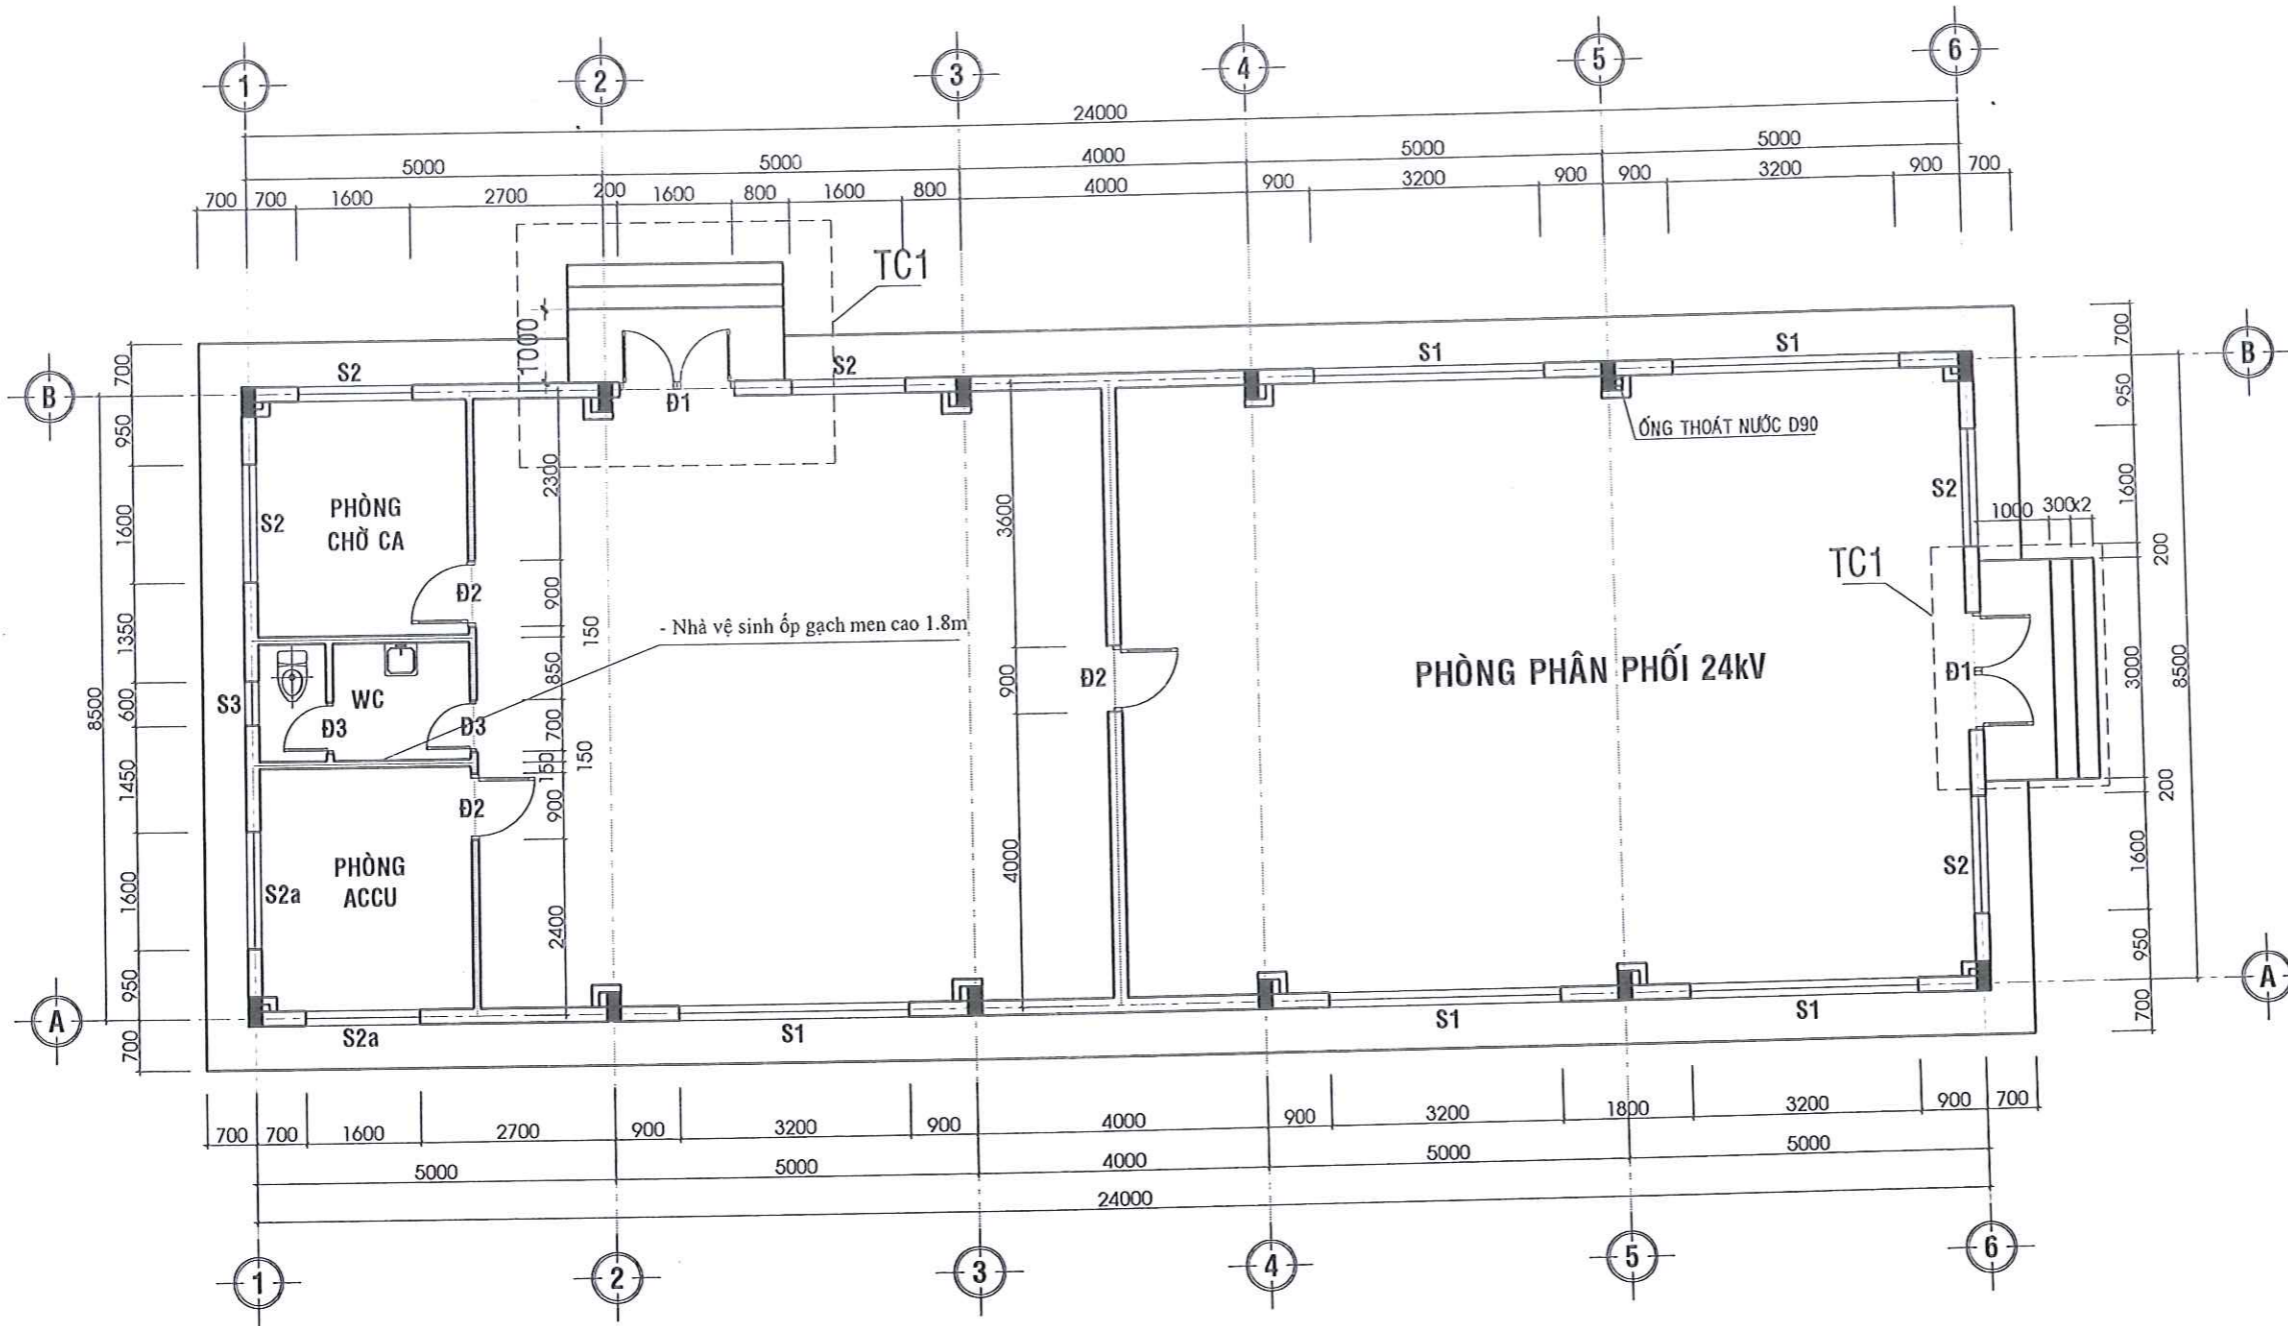 1 2 3 4 5 6
24000
5000 5000 4000 5000 5000
700 700 1600 2700 200 1600 800 1600 800 4000 900 3200 900 900 3200 900 700
TC1
1000
S2 S2 S1 S1
B B
Đ1
ỐNG THOÁT NƯỚC D90
700
950
1600
1350
600
1450
1600
950
700
8500
S2
PHÒNG
CHỜ CA
Đ2
S3
WC
Đ3
Đ3
- Nhà vệ sinh ốp gạch men cao 1.8m
Đ2
PHÒNG
ACCU
S2a
2300
900
150
850
700
150
150
900
2400
3600
900
4000
Đ2
PHÒNG PHÂN PHỐI 24kV
S2
1000 300x2
TC1
Đ1
S2
700
950
1600
200
3000
8500
200
1600
950
700
A A
S2a S1 S1 S1
700 700 1600 2700 900 3200 900 4000 900 3200 1800 3200 900 700
5000 5000 4000 5000 5000
24000
1 2 3 4 5 6